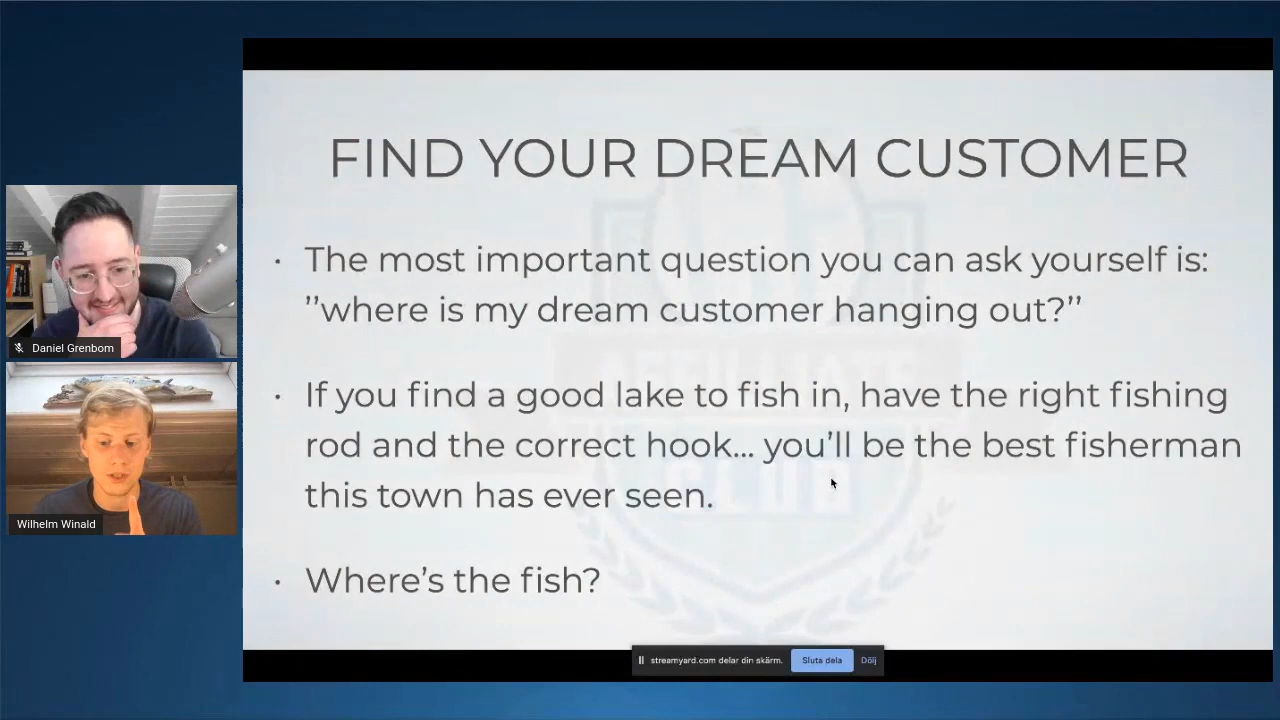 FIND YOUR DREAM CUSTOMER
• The most important question you can ask yourself is:
’’where is my dream customer hanging out?’’
• If you find a good lake to fish in, have the right fishing
rod and the correct hook... you’ll be the best fisherman
this town has ever seen.
• Where’s the fish?
Daniel Grenbom
Wilhelm Winald
streamyard.com delar din skärm.
Sluta dela
Dölj